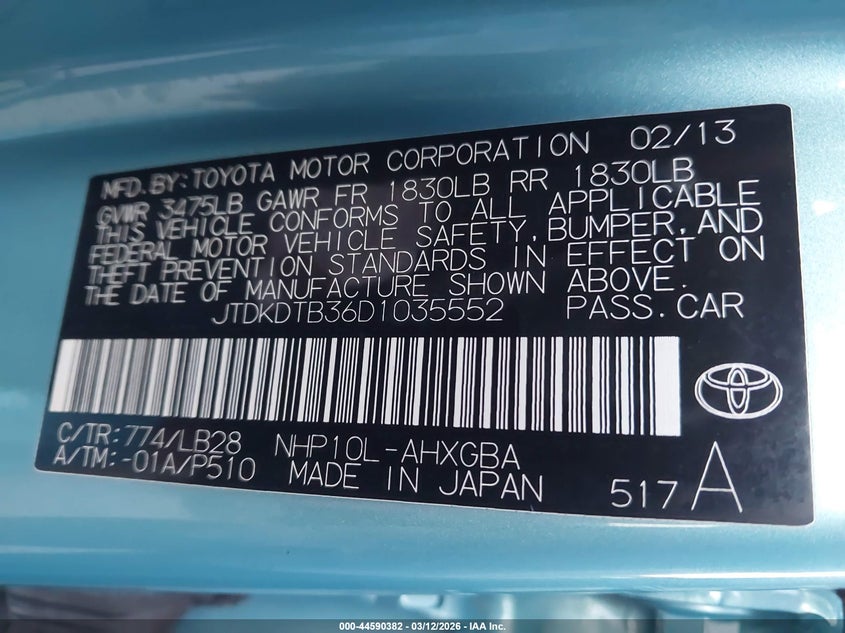 MFD.BY:TOYOTA MOTOR CORPORATION 02/13
GVWR 3475LB GAWR FR 1830LB RR 1830LB
THIS VEHICLE CONFORMS TO ALL APPLICABLE
FEDERAL MOTOR VEHICLE SAFETY,BUMPER,AND
THEFT PREVENTION STANDARDS IN EFFECT ON
THE DATE OF MANUFACTURE SHOWN ABOVE.
JTDKDTB36D1035552 PASS.CAR
C/TR:774/LB28 NHP10L-AHXGBA
A/TM:-01A/P510 MADE IN JAPAN
517A
000-44590382 - 03/12/2026 - IAA Inc.